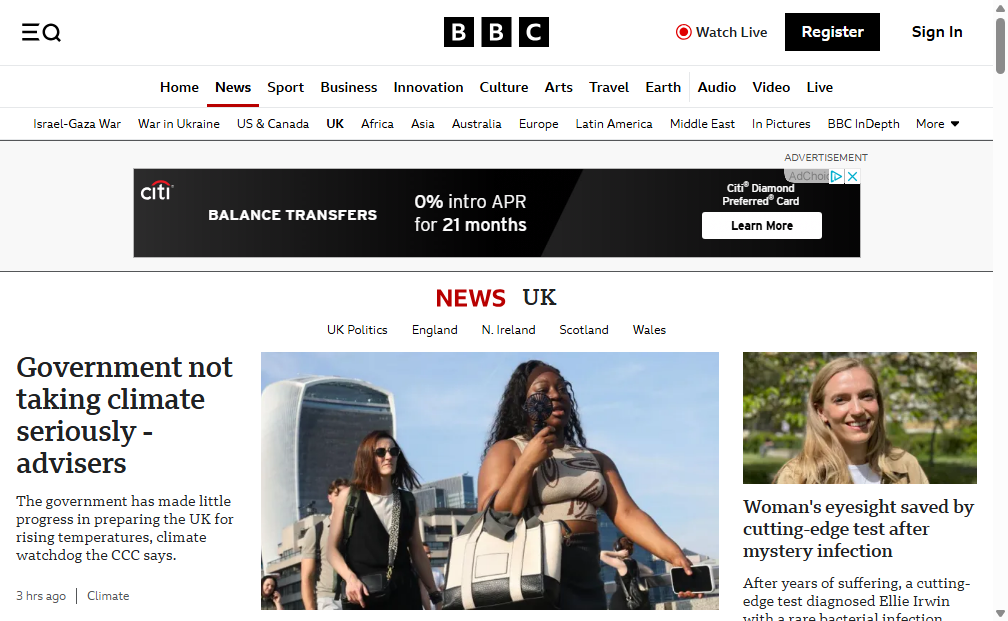 BBC
Watch Live
Register
Sign In
Home News Sport Business Innovation Culture Arts Travel Earth Audio Video Live
Israel-Gaza War War in Ukraine US & Canada UK Africa Asia Australia Europe Latin America Middle East In Pictures BBC InDepth More
ADVERTISEMENT
citi
BALANCE TRANSFERS
0% intro APR
for 21 months
Citi® Diamond
Preferred® Card
Learn More
NEWS UK
UK Politics England N. Ireland Scotland Wales
Government not
taking climate
seriously -
advisers
The government has made little
progress in preparing the UK for
rising temperatures, climate
watchdog the CCC says.
3 hrs ago Climate
Woman's eyesight saved by
cutting-edge test after
mystery infection
After years of suffering, a cutting-
edge test diagnosed Ellie Irwin
with a rare bacterial infection